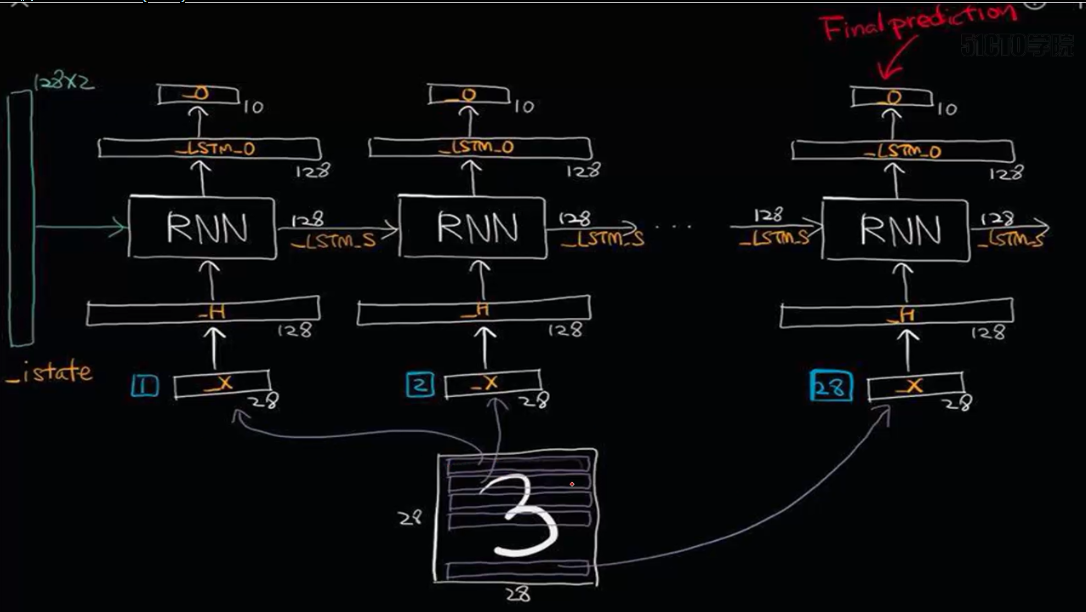 Final prediction
51CTO学院
128X2
_O
10
_O
10
_O
10
_LSTM_O
128
_LSTM_O
128
_LSTM_O
128
RNN
128
_LSTM_S
RNN
128
_LSTM_S
...
128
_LSTM_S
RNN
128
_LSTM_S
_H
128
_H
128
_H
128
_istate
1
_X
28
2
_X
28
28
_X
28
3
28
28